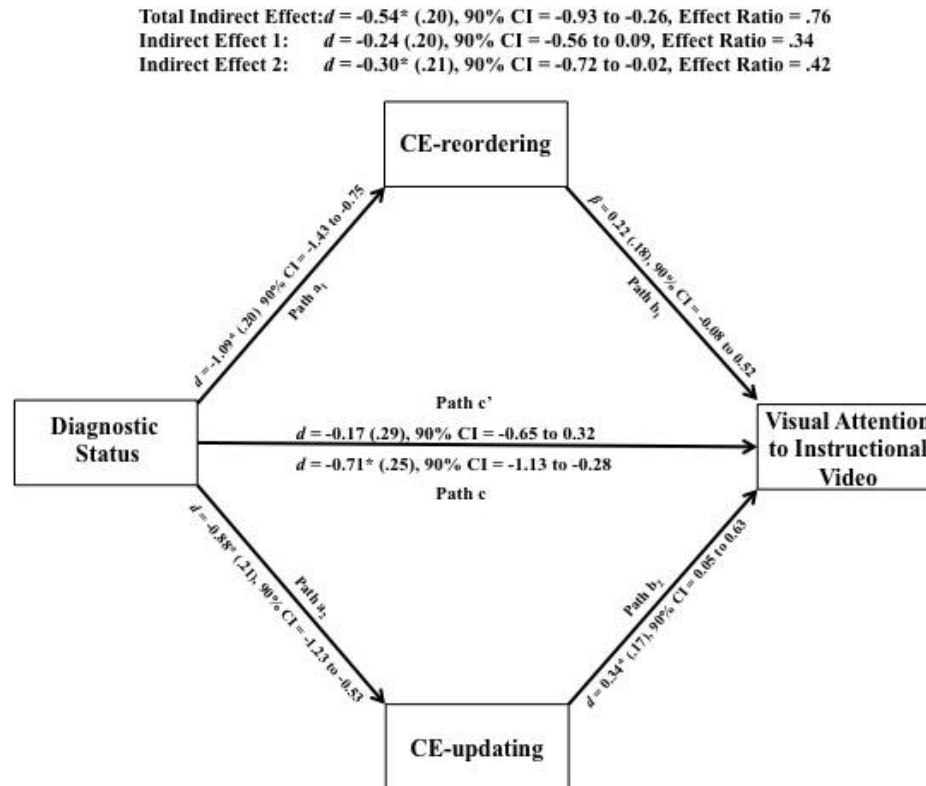 Total Indirect Effect:d = -0.54* (.20), 90% CI = -0.93 to -0.26, Effect Ratio = .76
Indirect Effect 1: d = -0.24 (.20), 90% CI = -0.56 to 0.09, Effect Ratio = .34
Indirect Effect 2: d = -0.30* (.21), 90% CI = -0.72 to -0.02, Effect Ratio = .42
CE-reordering
d = -1.09* (.20) 90% CI = -1.43 to -0.75
Path a1
β = 0.22 (.18), 90% CI = -0.08 to 0.52
Path b1
Diagnostic
Status
Path c’
d = -0.17 (.29), 90% CI = -0.65 to 0.32
d = -0.71* (.25), 90% CI = -1.13 to -0.28
Path c
Visual Attention
to Instructional
Video
d = -0.88* (.21), 90% CI = -1.23 to -0.53
Path a2
Path b2
d = 0.34* (.17), 90% CI = 0.05 to 0.63
CE-updating